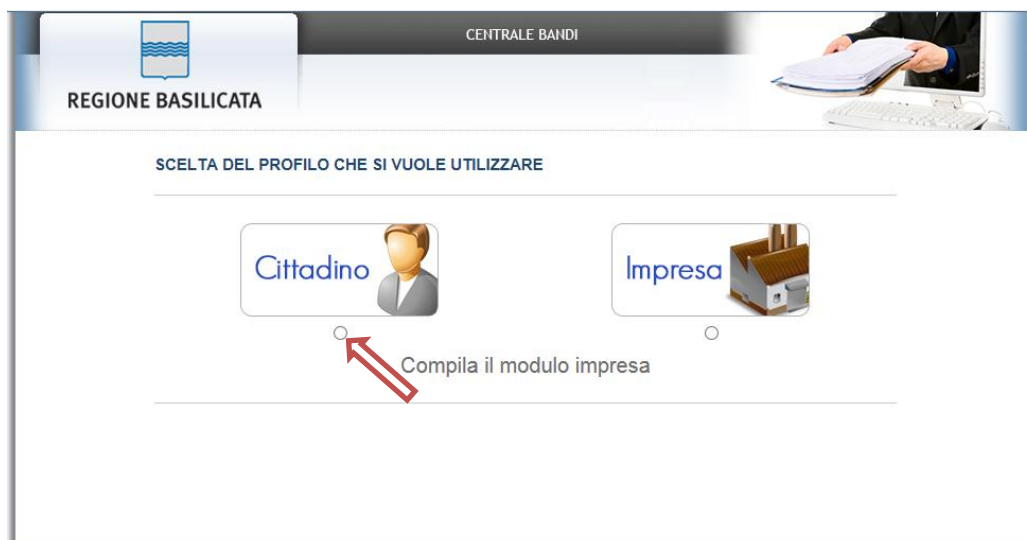 CENTRALE BANDI
REGIONE BASILICATA
SCELTA DEL PROFILO CHE SI VUOLE UTILIZZARE
Cittadino
Impresa
Compila il modulo impresa